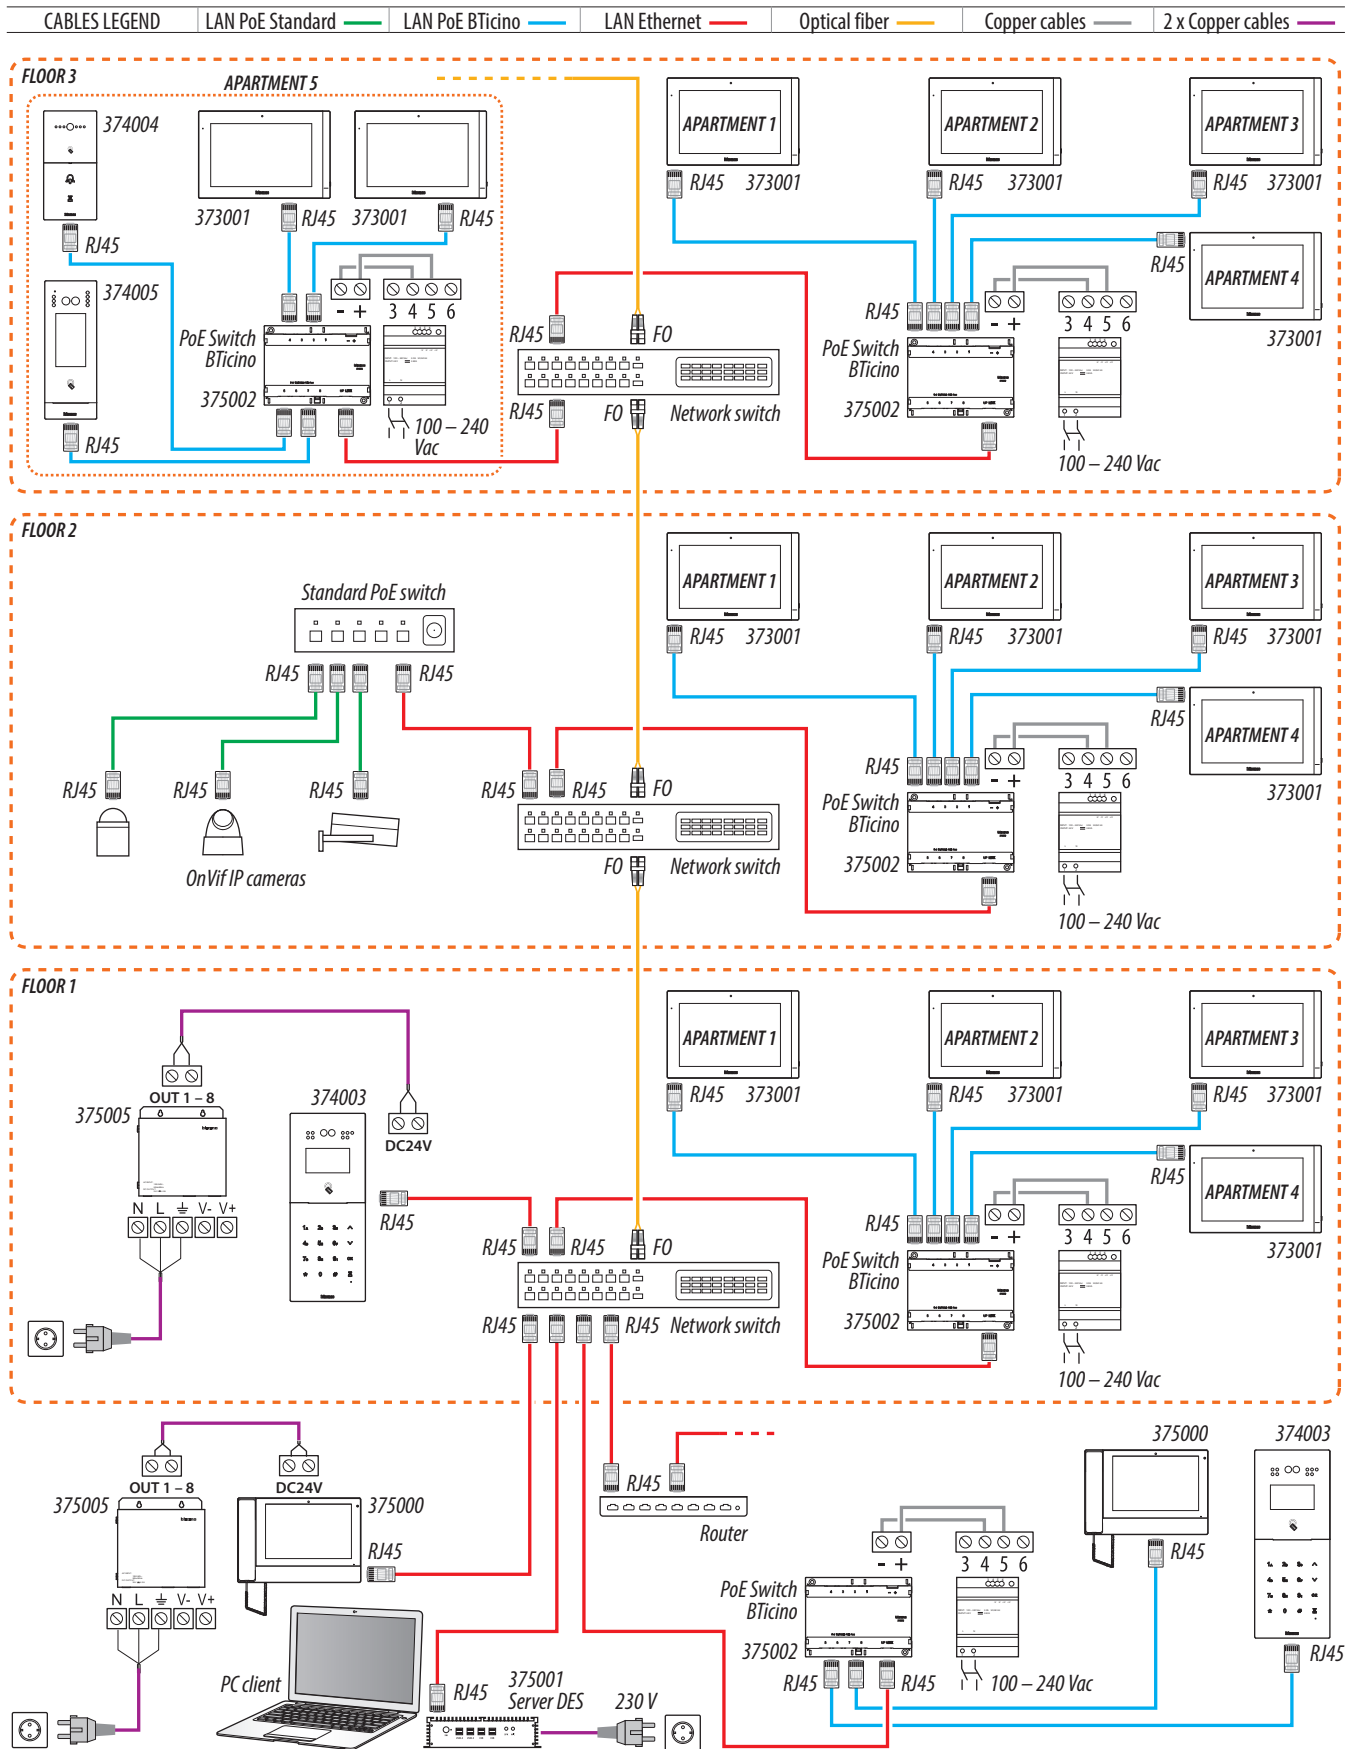 CABLES LEGEND LAN PoE Standard LAN PoE BTicino LAN Ethernet Optical fiber Copper cables 2 x Copper cables
FLOOR 3
APARTMENT 5
374004
373001 RJ45 373001 RJ45
RJ45
374005
- + 3 4 5 6
PoE Switch
BTicino
375002
100 – 240
Vac
RJ45
RJ45 FO
RJ45 FO Network switch
APARTMENT 1 APARTMENT 2 APARTMENT 3
RJ45 373001 RJ45 373001 RJ45 373001
RJ45 APARTMENT 4
373001
RJ45 - + 3 4 5 6
PoE Switch
BTicino
375002
100 – 240 Vac
FLOOR 2
Standard PoE switch
RJ45 RJ45
RJ45 RJ45 RJ45
OnVif IP cameras
RJ45 RJ45 FO
FO Network switch
APARTMENT 1 APARTMENT 2 APARTMENT 3
RJ45 373001 RJ45 373001 RJ45 373001
RJ45 APARTMENT 4
373001
RJ45 - + 3 4 5 6
PoE Switch
BTicino
375002
100 – 240 Vac
FLOOR 1
OUT 1 – 8
375005
374003
DC24V
N L V- V+
RJ45
RJ45 RJ45 FO
RJ45 RJ45 Network switch
APARTMENT 1 APARTMENT 2 APARTMENT 3
RJ45 373001 RJ45 373001 RJ45 373001
RJ45 APARTMENT 4
373001
RJ45 - + 3 4 5 6
PoE Switch
BTicino
375002
100 – 240 Vac
OUT 1 – 8 DC24V
375005 375000
N L V- V+
RJ45
PC client
RJ45
375001
Server DES
230 V
RJ45
Router
- + 3 4 5 6
PoE Switch
BTicino
375002
RJ45 RJ45 100 – 240 Vac
375000 374003
RJ45
RJ45